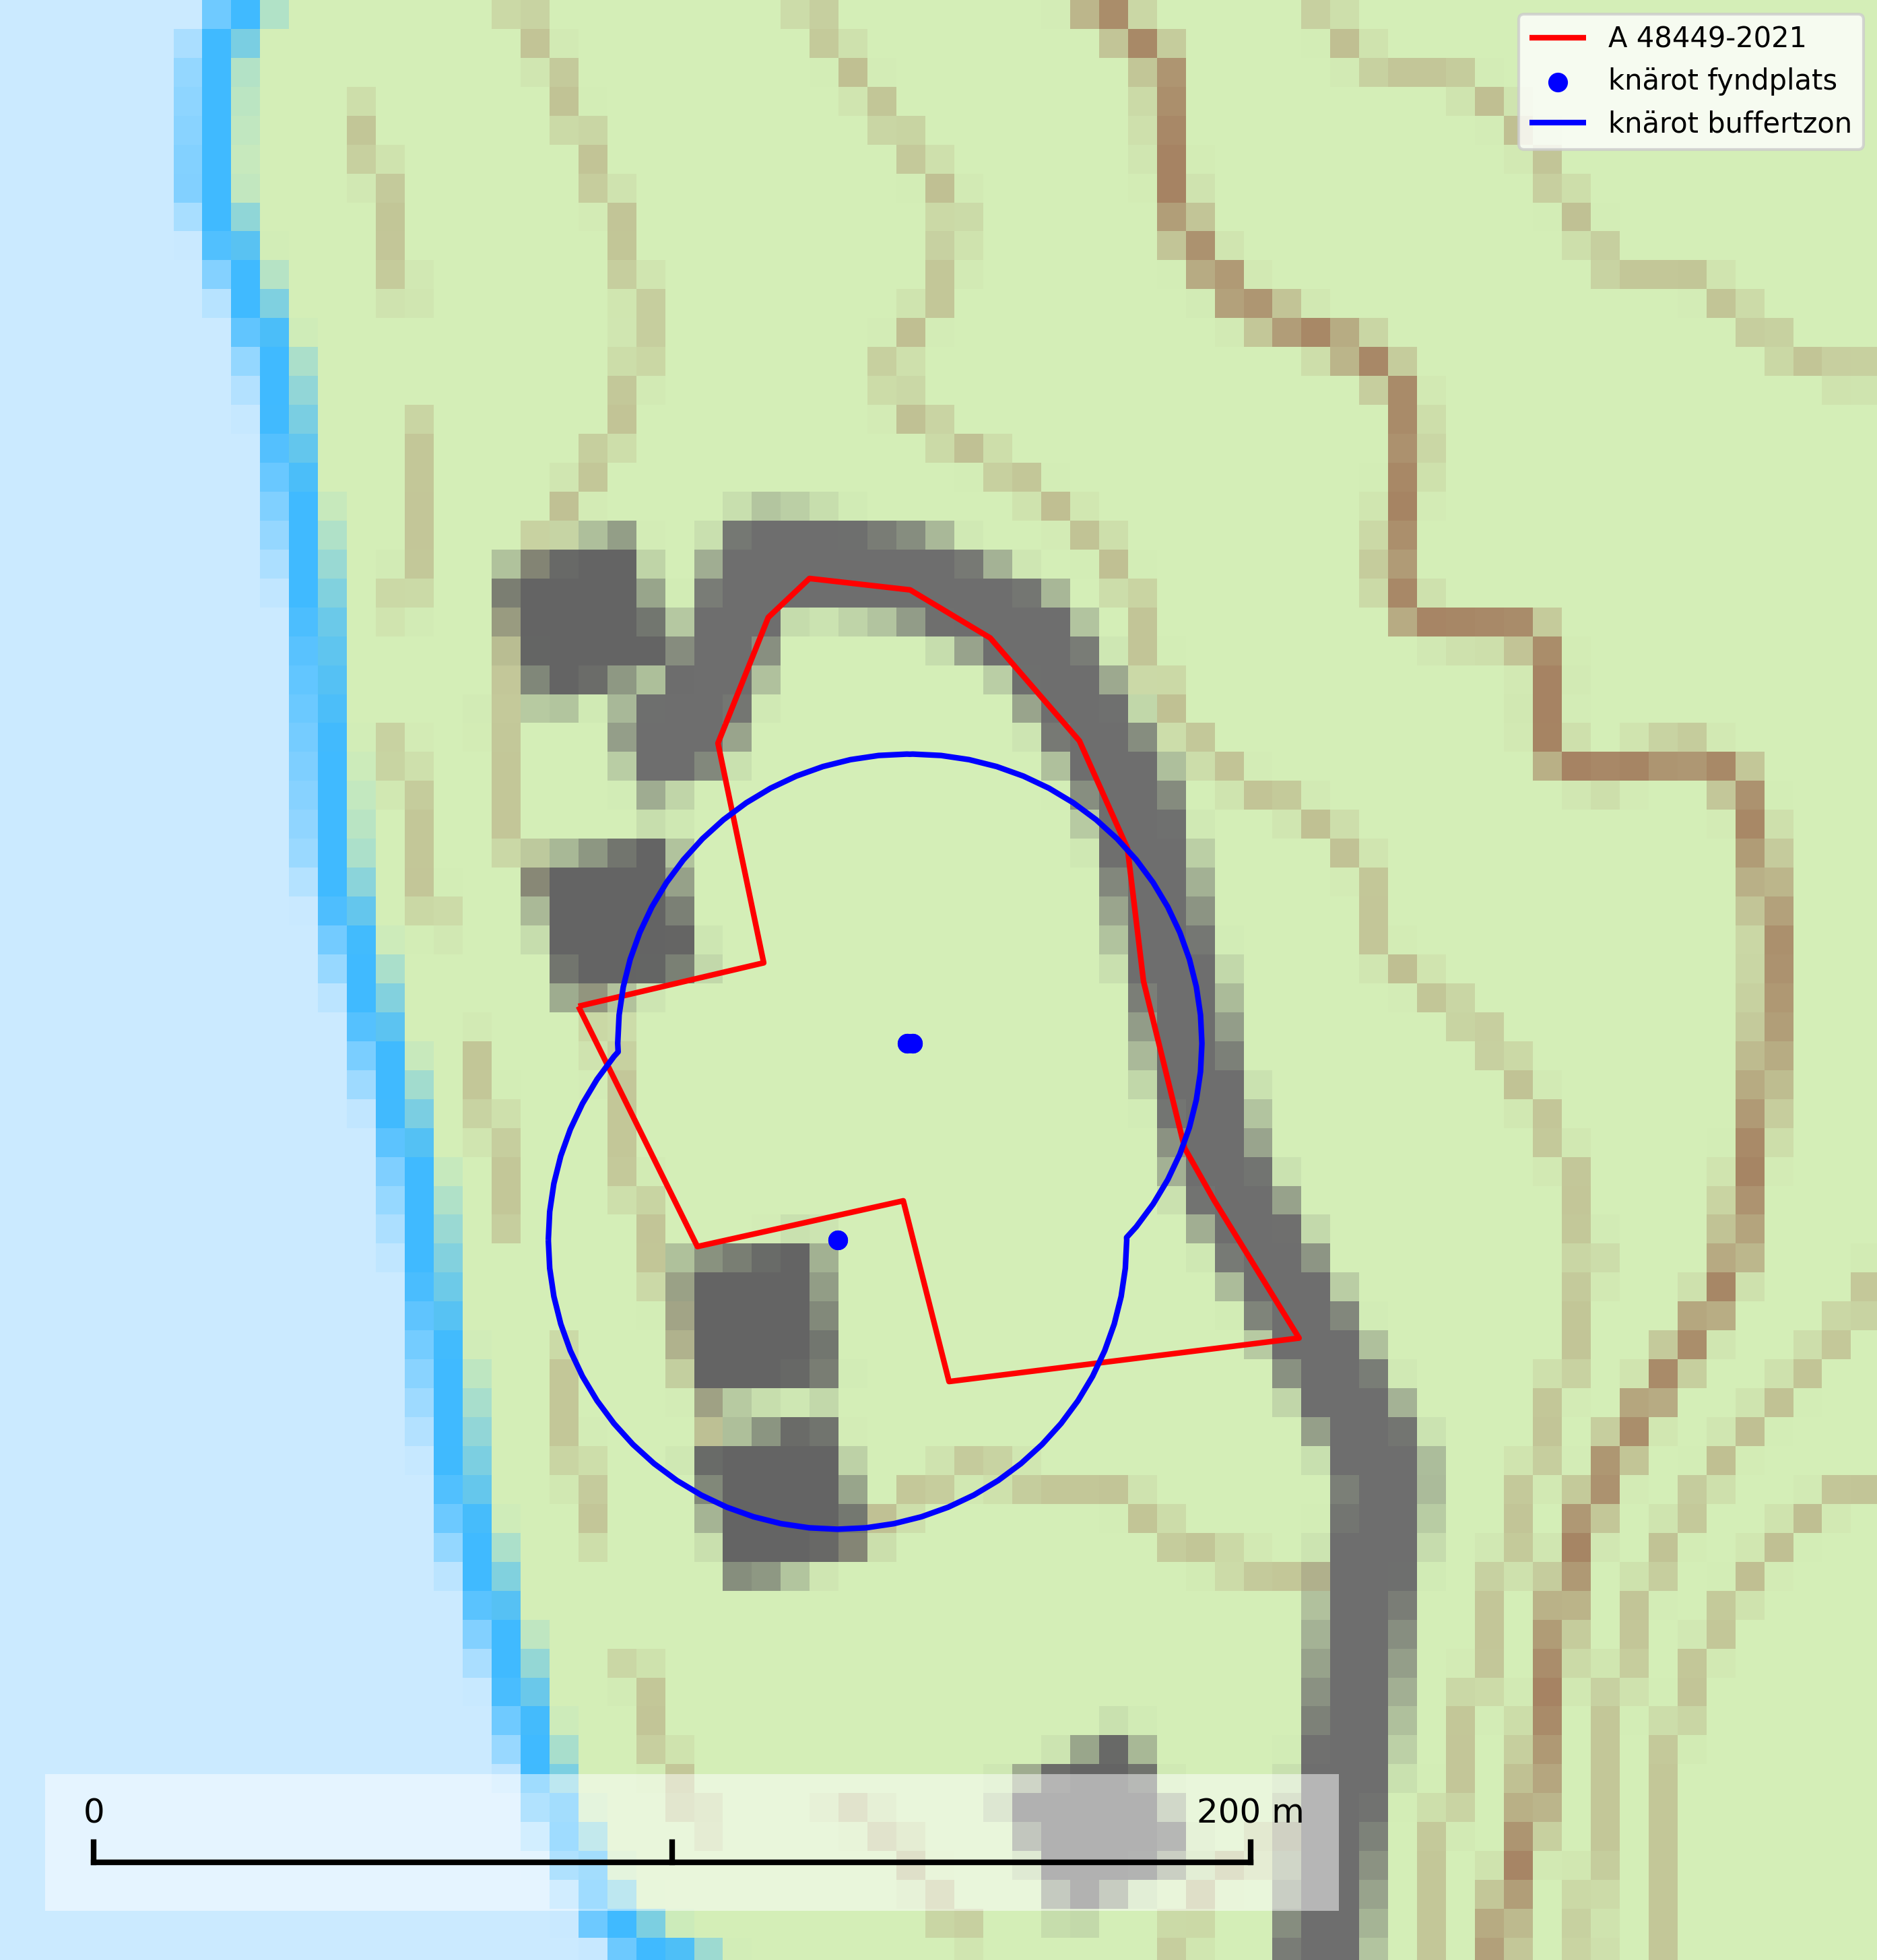 A 48449-2021
knärot fyndplats
knärot buffertzon
0 200 m